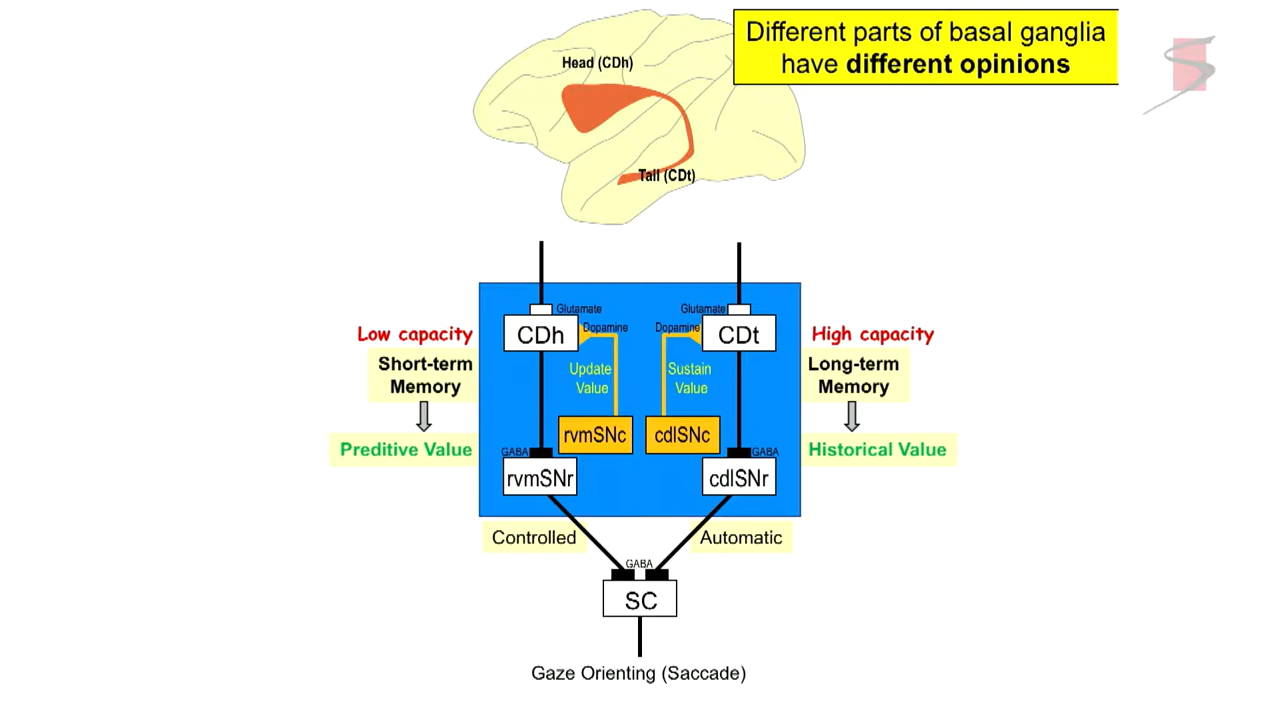 Different parts of basal ganglia
have different opinions
Head (CDh)
Tail (CDt)
Glutamate
Glutamate
CDh
Dopamine
Dopamine
CDt
Low capacity
High capacity
Short-term
Memory
Update
Value
Sustain
Value
Long-term
Memory
Preditive Value
rvmSNc
cdlSNc
Historical Value
GABA
GABA
rvmSNr
cdlSNr
Controlled
Automatic
GABA
SC
Gaze Orienting (Saccade)